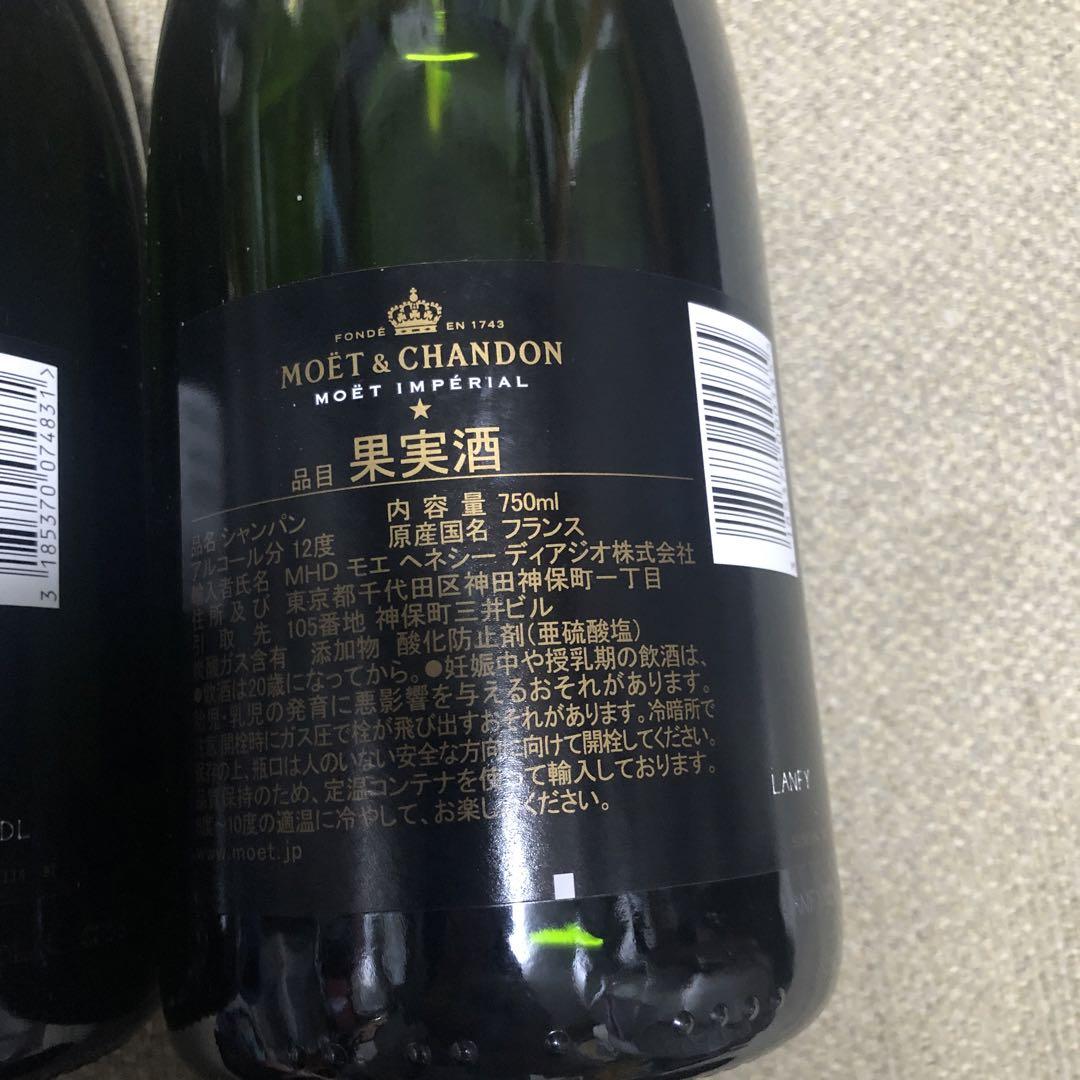 FONDÉ EN 1743
MOËT & CHANDON
MOËT IMPÉRIAL
品目 果実酒
品名 シャンパン 内容量 750ml
アルコール分 12度 原産国名 フランス
輸入者氏名 MHD モエ ヘネシー ディアジオ株式会社
住所及び 東京都千代田区神田神保町一丁目
引取先 105番地 神保町三井ビル
炭酸ガス含有 添加物 酸化防止剤(亜硫酸塩)
●飲酒は20歳になってから。●妊娠中や授乳期の飲酒は、
胎児・乳児の発育に悪影響を与えるおそれがあります。
開栓時にガス圧で栓が飛び出すおそれがあります。冷暗所で
保存の上、瓶口は人のいない安全な方向に向けて開栓してください。
品質保持のため、定温コンテナを使って輸入しております。
10度の適温に冷やして、お楽しみください。
www.moet.jp
3 185370 074831>
DL
LANFY